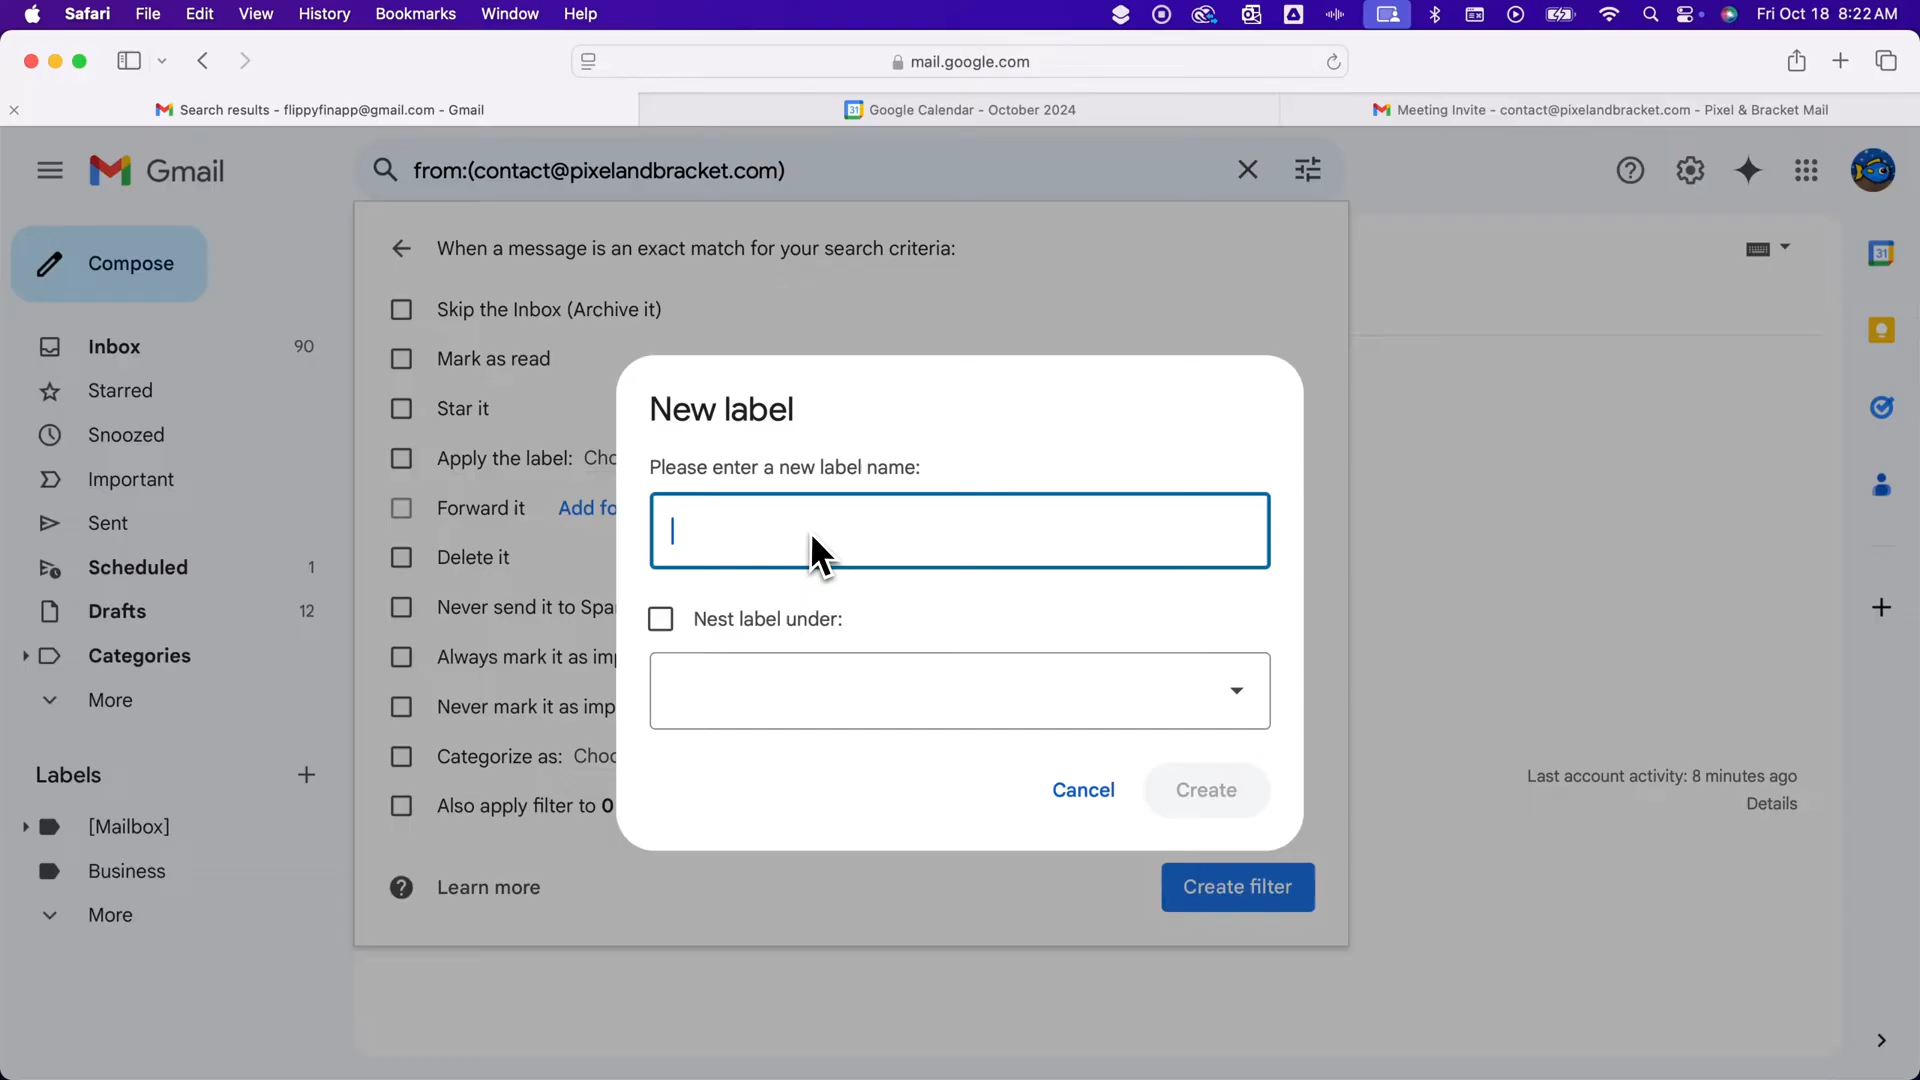 Safari File Edit View History Bookmarks Window Help Fri Oct 18 8:22 AM
mail.google.com
Search results - flippyfinapp@gmail.com - Gmail
31 Google Calendar - October 2024
Meeting Invite - contact@pixelandbracket.com - Pixel & Bracket Mail
Gmail
from:(contact@pixelandbracket.com)
Compose
Inbox 90
Starred
Snoozed
Important
Sent
Scheduled 1
Drafts 12
Categories
More
Labels
[Mailbox]
Business
More
When a message is an exact match for your search criteria:
Skip the Inbox (Archive it)
Mark as read
Star it
Apply the label: Cho
Forward it Add fo
Delete it
Never send it to Spa
Always mark it as imp
Never mark it as imp
Categorize as: Choo
Also apply filter to 0
Learn more
Create filter
New label
Please enter a new label name:
Nest label under:
Cancel Create
31
Last account activity: 8 minutes ago
Details